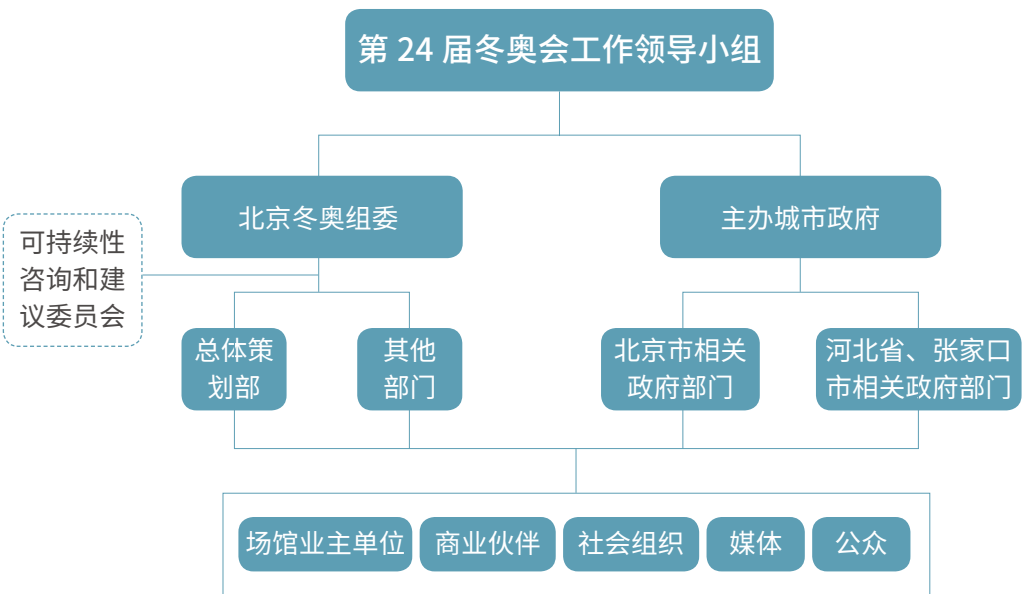 第 24 届冬奥会工作领导小组
北京冬奥组委
主办城市政府
可持续性
咨询和建
议委员会
总体策
划部
其他
部门
北京市相关
政府部门
河北省、张家口
市相关政府部门
场馆业主单位
商业伙伴
社会组织
媒体
公众